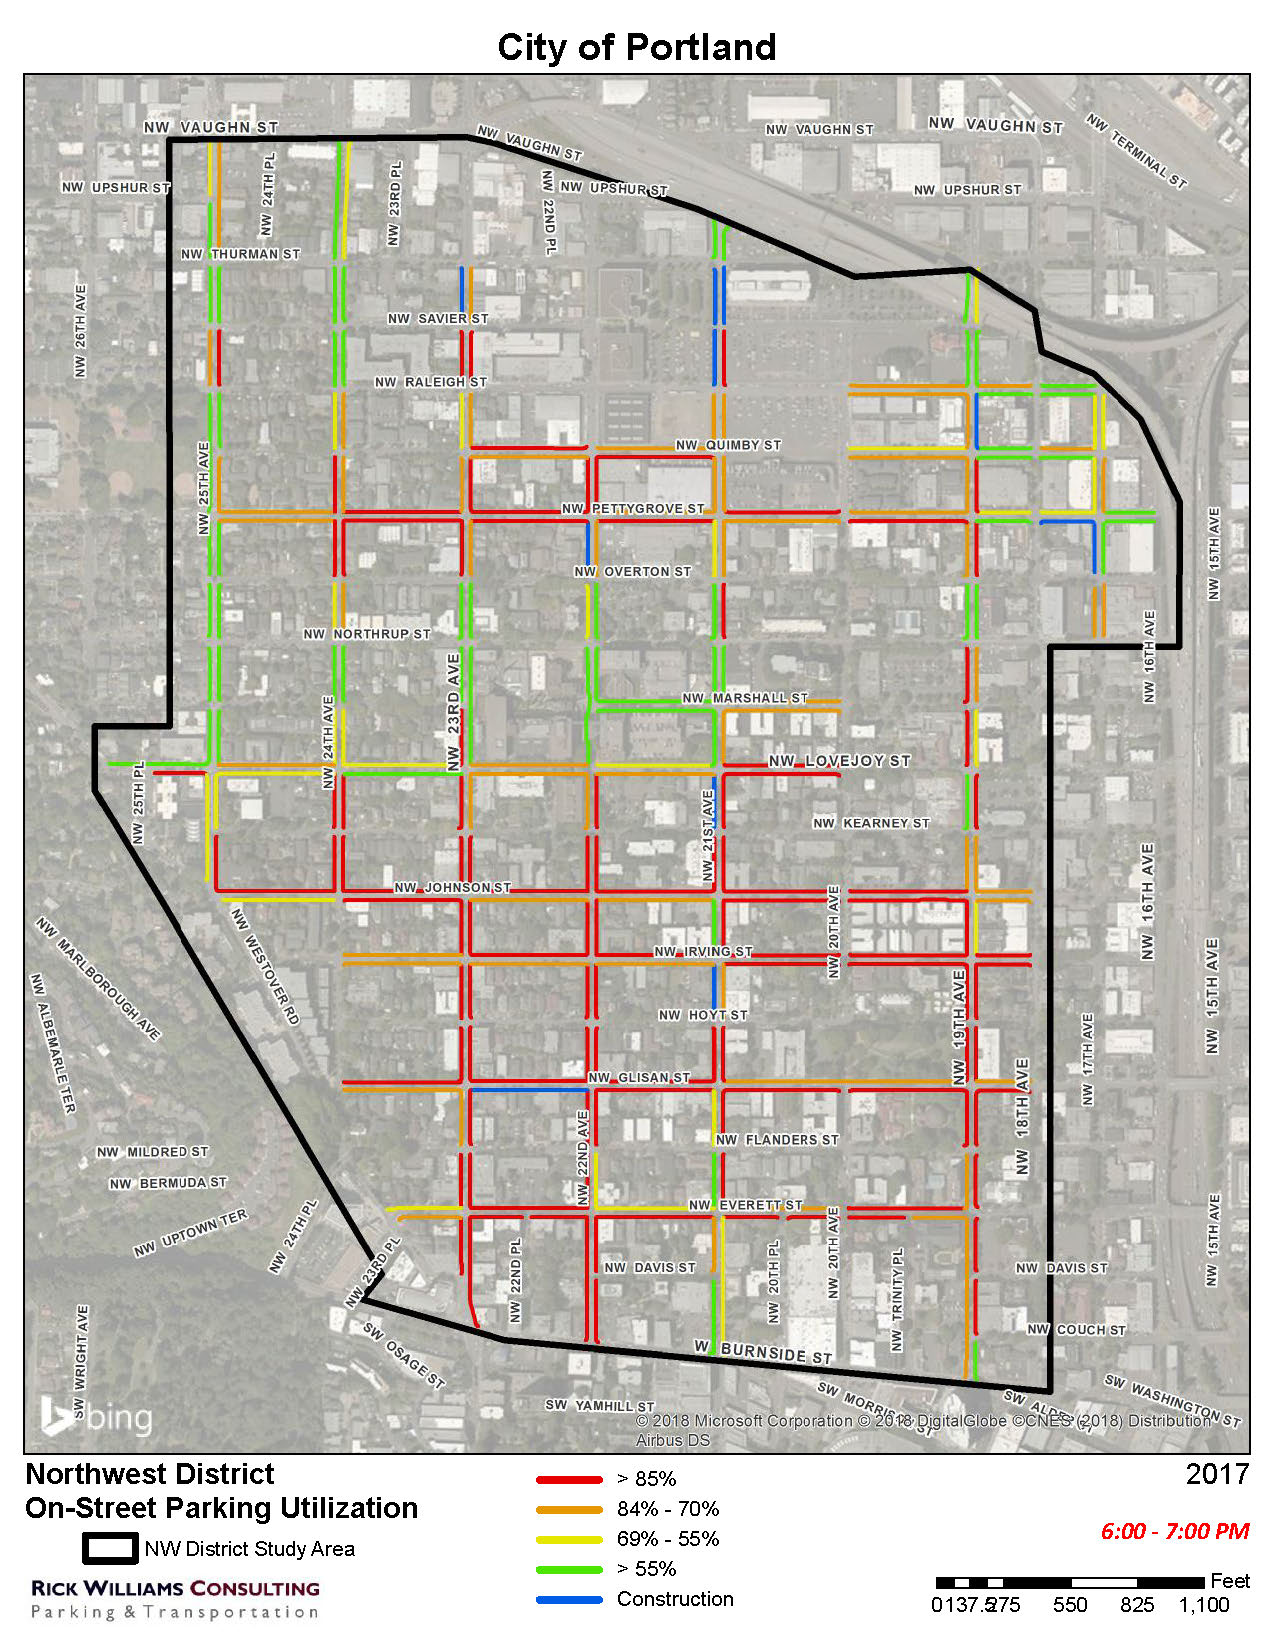 City of Portland
NW VAUGHN ST
NW VAUGHN ST
NW VAUGHN ST
NW VAUGHN ST
NW TERMINAL ST
NW UPSHUR ST
NW 24TH PL
NW 23RD PL
NW 22ND PL
NW UPSHUR ST
NW UPSHUR ST
NW THURMAN ST
NW 26TH AVE
NW SAVIER ST
NW RALEIGH ST
NW QUIMBY ST
NW 25TH AVE
NW PETTYGROVE ST
NW 15TH AVE
NW OVERTON ST
NW NORTHRUP ST
NW 16TH AVE
NW 24TH AVE
NW 23RD AVE
NW MARSHALL ST
NW LOVEJOY ST
NW 25TH PL
NW 21ST AVE
NW KEARNEY ST
NW JOHNSON ST
NW 20TH AVE
NW 16TH AVE
NW WESTOVER RD
NW IRVING ST
NW MARLBOROUGH AVE
NW ALBEMARLE TER
NW HOYT ST
NW 19TH AVE
NW 15TH AVE
NW 17TH AVE
NW GLISAN ST
NW 18TH AVE
NW 22ND AVE
NW FLANDERS ST
NW MILDRED ST
NW BERMUDA ST
NW UPTOWN TER
NW 24TH PL
NW EVERETT ST
NW 23RD PL
NW 22ND PL
NW DAVIS ST
NW 20TH PL
NW 20TH AVE
NW TRINITY PL
NW DAVIS ST
NW 15TH AVE
NW COUCH ST
SW WRIGHT AVE
SW OSAGE ST
W BURNSIDE ST
SW YAMHILL ST
SW MORRISON ST
SW ALDER ST
SW WASHINGTON ST
bing
© 2018 Microsoft Corporation © 2018 DigitalGlobe ©CNES (2018) Distribution
Airbus DS
Northwest District
On-Street Parking Utilization
NW District Study Area
RICK WILLIAMS CONSULTING
Parking & Transportation
> 85%
84% - 70%
69% - 55%
> 55%
Construction
2017
6:00 - 7:00 PM
Feet
0 137.5 275 550 825 1,100